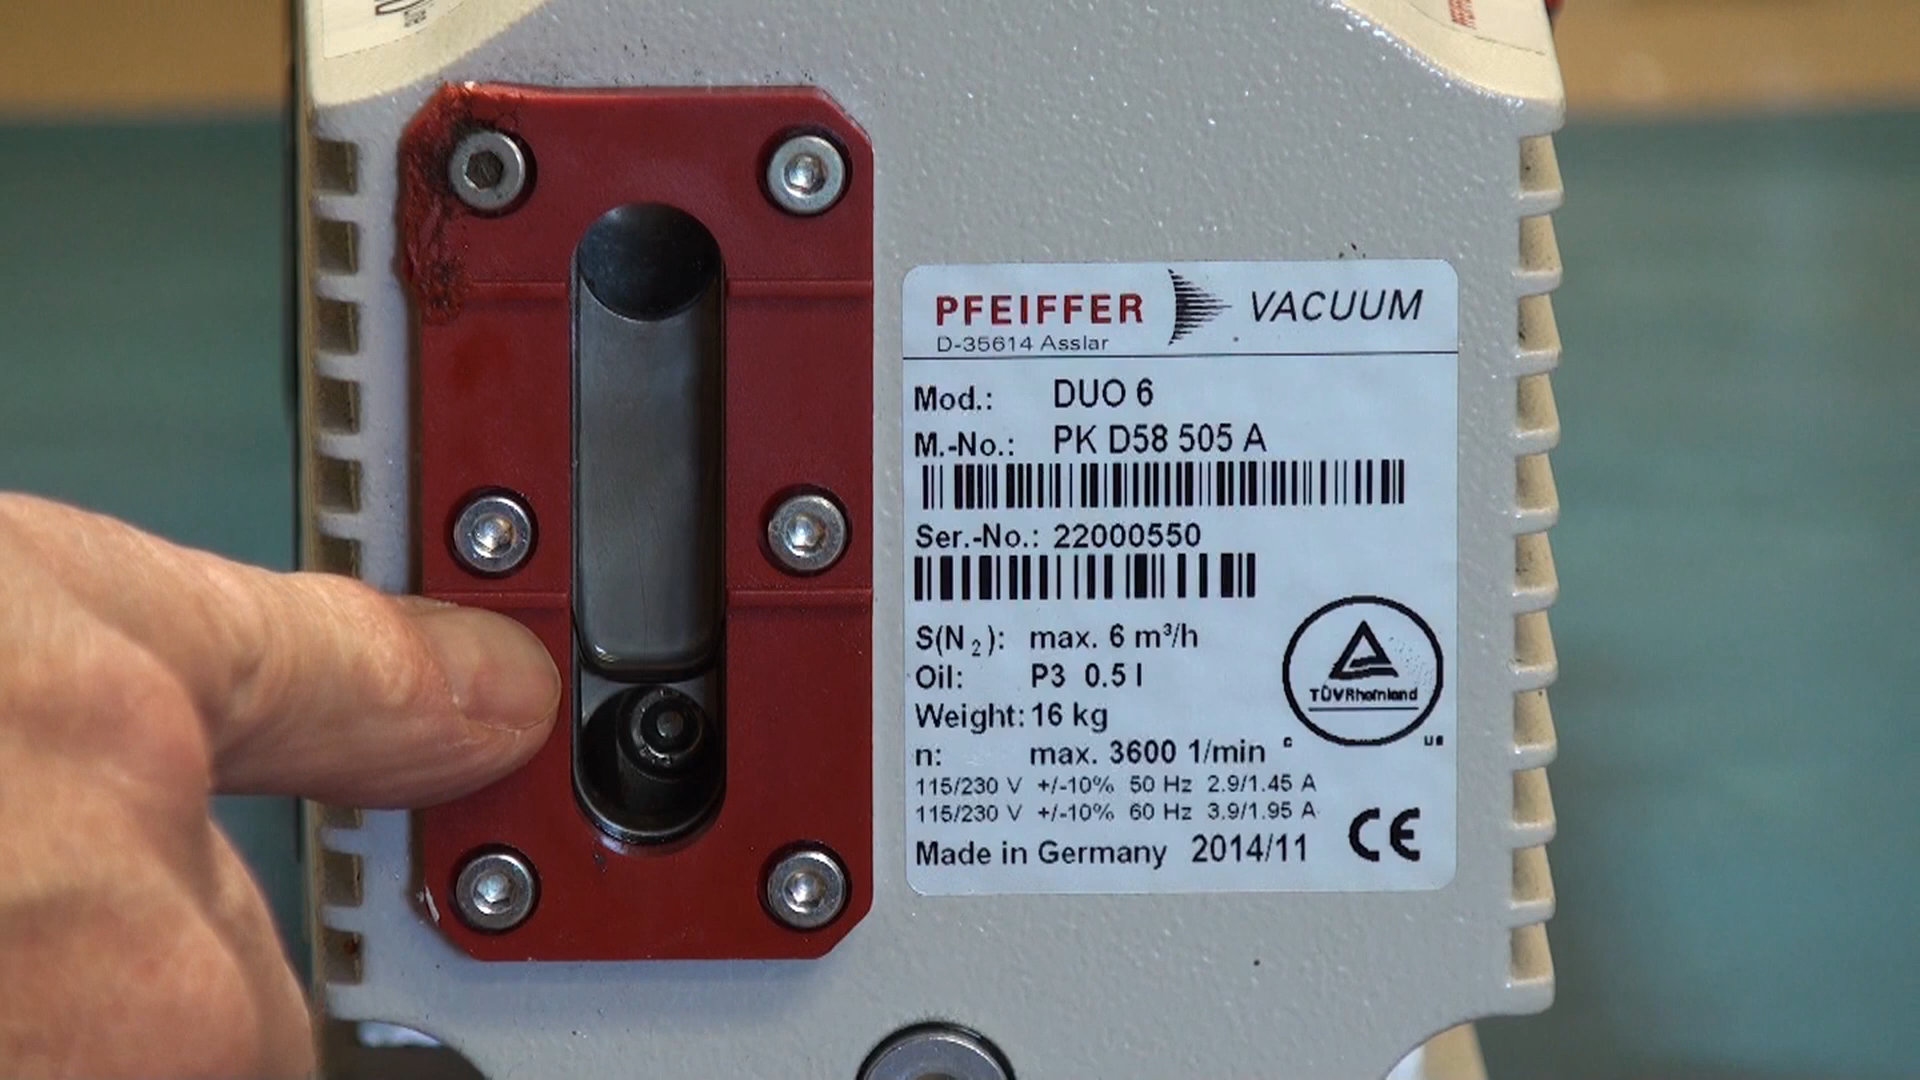 PFEIFFER VACUUM
D-35614 Asslar
Mod.: DUO 6
M.-No.: PK D58 505 A
Ser.-No.: 22000550
S(N₂): max. 6 m³/h
Oil: P3 0.5 l
Weight: 16 kg
n: max. 3600 1/min
115/230 V +/-10% 50 Hz 2.9/1.45 A
115/230 V +/-10% 60 Hz 3.9/1.95 A
Made in Germany 2014/11
TÜVRheinland
C US
CE